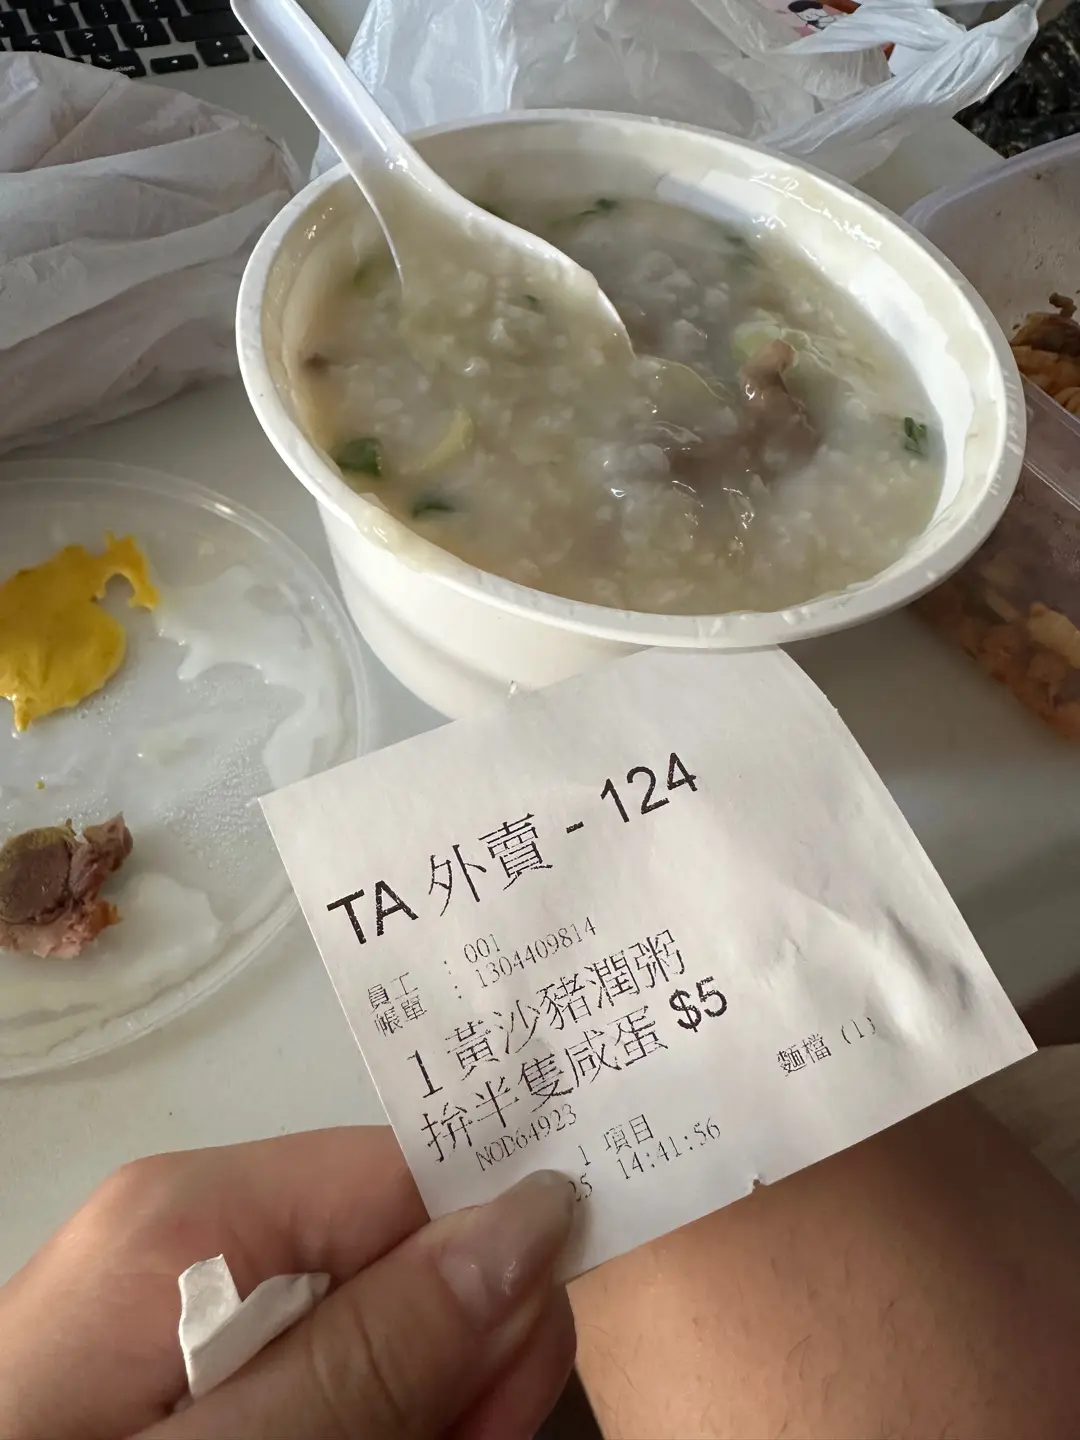 TA 外賣 - 124
員工 : 001
帳單 : 1304409814
1 黃沙豬潤粥
拚半隻咸蛋 $5
麵檔 (1)
NOD64923
1 項目
25 14:41:56